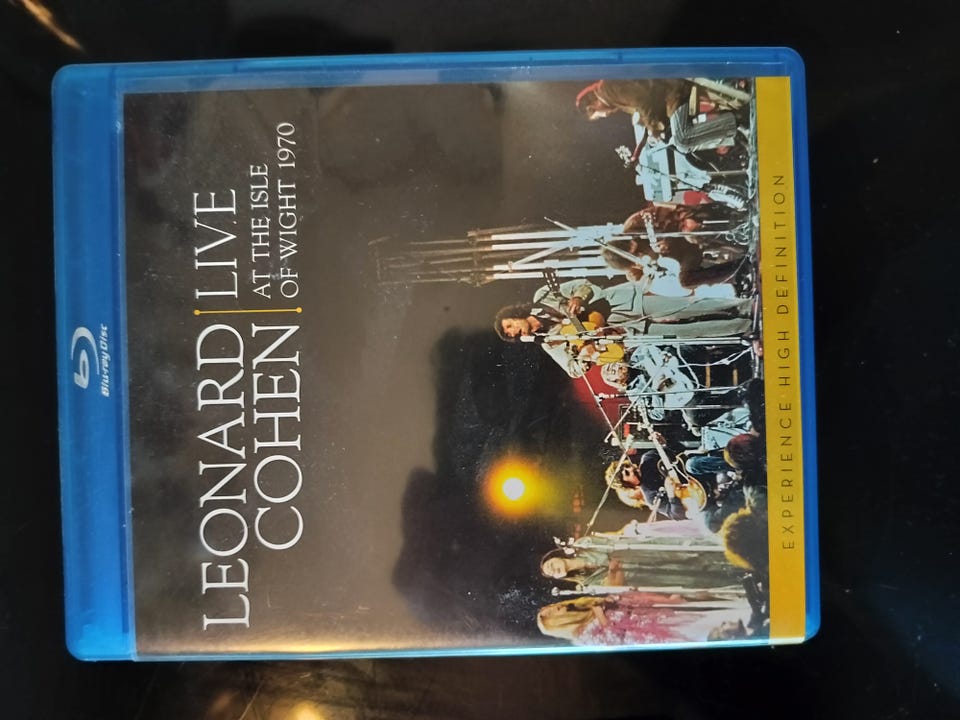 Blu-ray Disc
LEONARD LIVE
COHEN AT THE ISLE
OF WIGHT 1970
EXPERIENCE HIGH DEFINITION